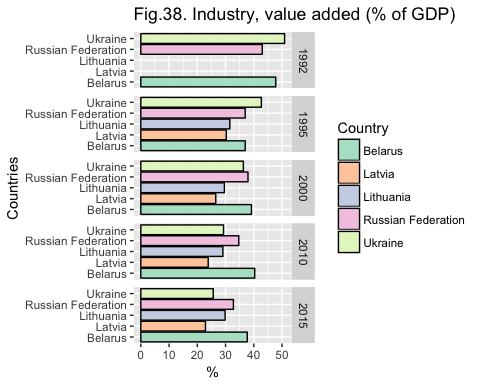 Fig.38. Industry, value added (% of GDP)
Countries
Ukraine
Russian Federation
Lithuania
Latvia
Belarus
1992
Ukraine
Russian Federation
Lithuania
Latvia
Belarus
1995
Ukraine
Russian Federation
Lithuania
Latvia
Belarus
2000
Ukraine
Russian Federation
Lithuania
Latvia
Belarus
2010
Ukraine
Russian Federation
Lithuania
Latvia
Belarus
2015
0 10 20 30 40 50
%
Country
Belarus
Latvia
Lithuania
Russian Federation
Ukraine